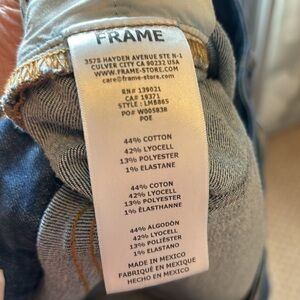 FRAME
3578 HAYDEN AVENUE STE N-1
CULVER CITY CA 90232 USA
WWW.FRAME-STORE.COM
care@frame-store.com
RN# 139021
CA# 19371
STYLE: LMB865
PO# W005838
POE
44% COTTON
42% LYOCELL
13% POLYESTER
1% ELASTANE
44% COTON
42% LYOCELL
13% POLYESTER
1% ÉLASTHANNE
44% ALGODÓN
42% LYOCELL
13% POLIÉSTER
1% ELASTANO
MADE IN MEXICO
FABRIQUÉ EN MEXIQUE
HECHO EN MEXICO